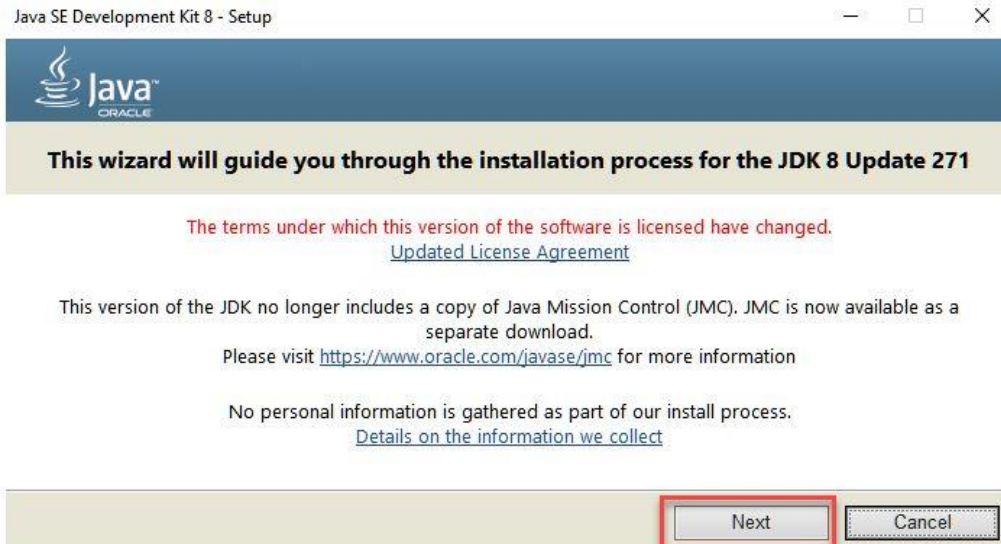 Java SE Development Kit 8 - Setup
Java™
ORACLE
This wizard will guide you through the installation process for the JDK 8 Update 271
The terms under which this version of the software is licensed have changed.
Updated License Agreement
This version of the JDK no longer includes a copy of Java Mission Control (JMC). JMC is now available as a
separate download.
Please visit https://www.oracle.com/javase/jmc for more information
No personal information is gathered as part of our install process.
Details on the information we collect
Next Cancel